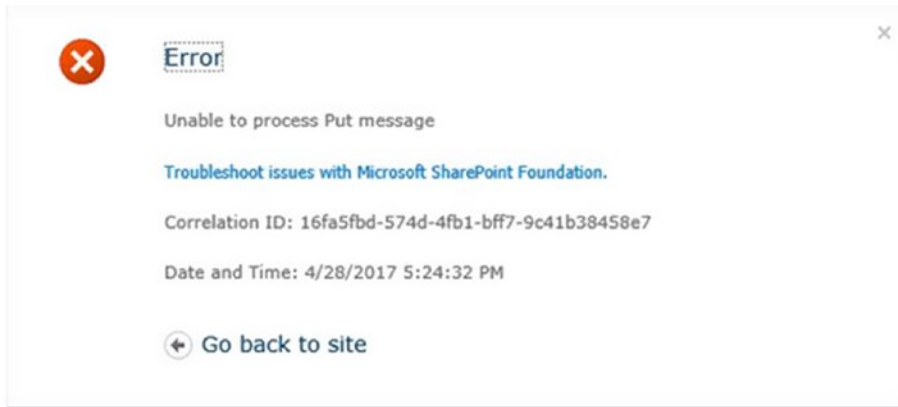 Error
Unable to process Put message
Troubleshoot issues with Microsoft SharePoint Foundation.
Correlation ID: 16fa5fbd-574d-4fb1-bff7-9c41b38458e7
Date and Time: 4/28/2017 5:24:32 PM
Go back to site